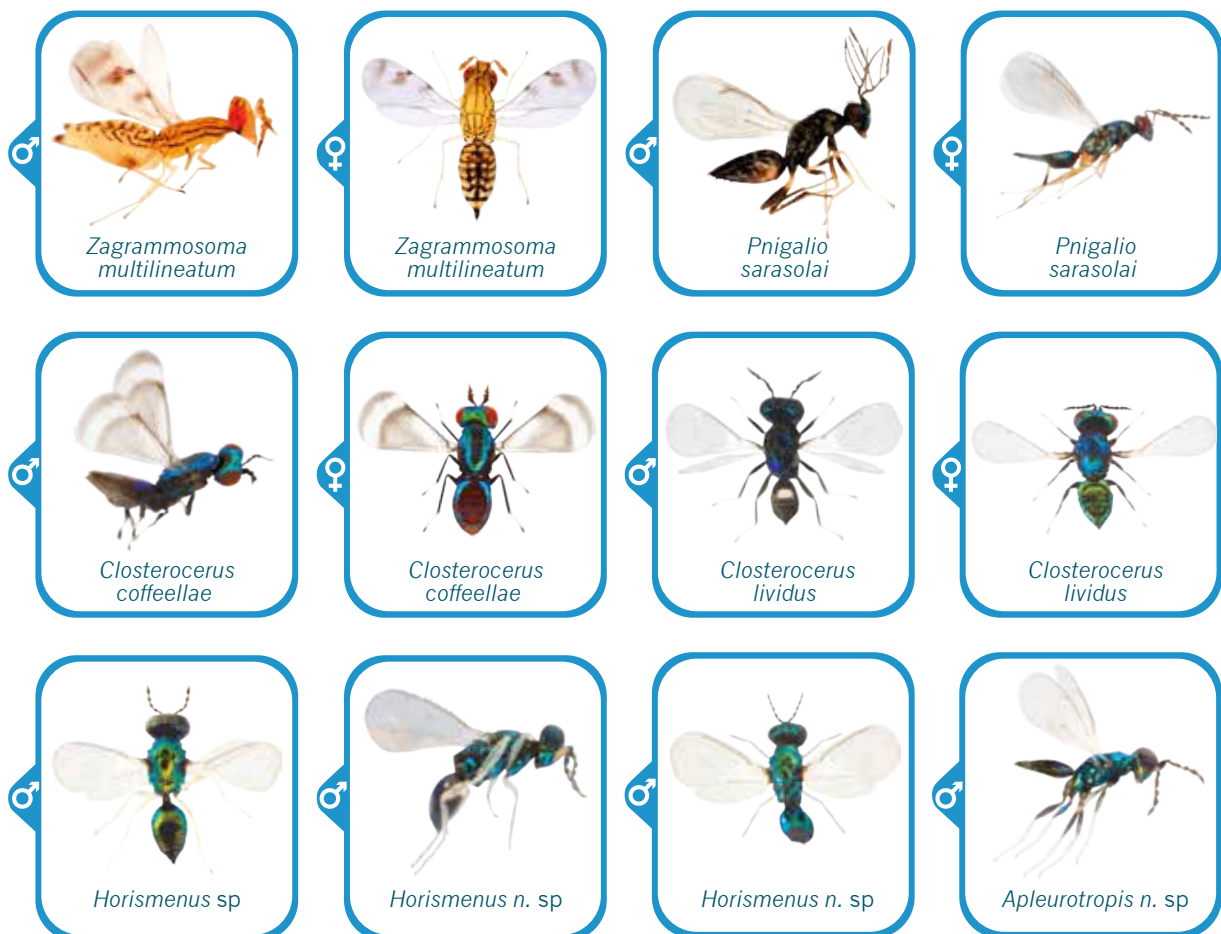 ♂
Zagrammosoma
multilineatum
♀
Zagrammosoma
multilineatum
♂
Pnigalio
sarasolai
♀
Pnigalio
sarasolai
♂
Closterocerus
coffeellae
♀
Closterocerus
coffeellae
♂
Closterocerus
lividus
♀
Closterocerus
lividus
♂
Horismenus sp
♂
Horismenus n. sp
♂
Horismenus n. sp
♂
Apleurotropis n. sp